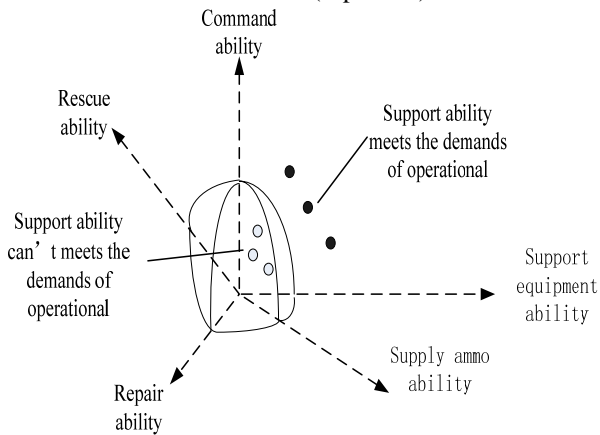 Command
ability
Rescue
ability
Support ability
meets the demands
of operational
Support ability
can’t meets the
demands of
operational
Support
equipment
ability
Supply ammo
ability
Repair
ability